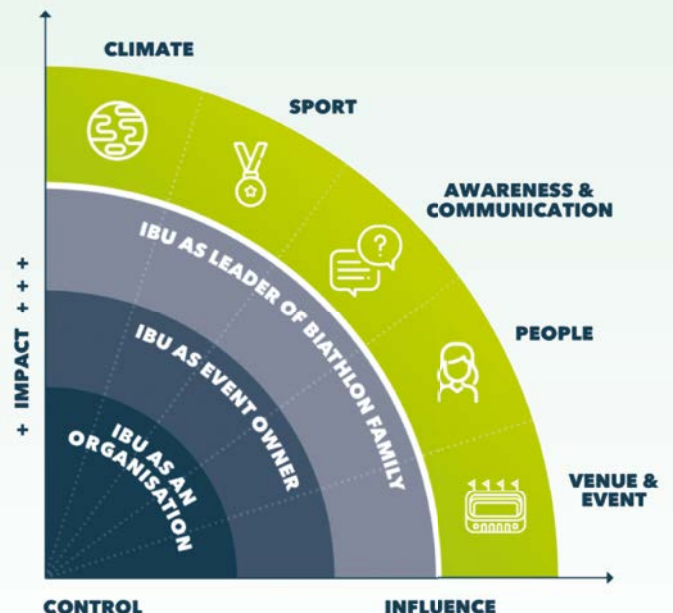 CLIMATE
SPORT
AWARENESS &
COMMUNICATION
PEOPLE
VENUE &
EVENT
IBU AS LEADER OF BIATHLON FAMILY
IBU AS EVENT OWNER
IBU AS AN
ORGANISATION
+ IMPACT + + +
?
CONTROL
INFLUENCE